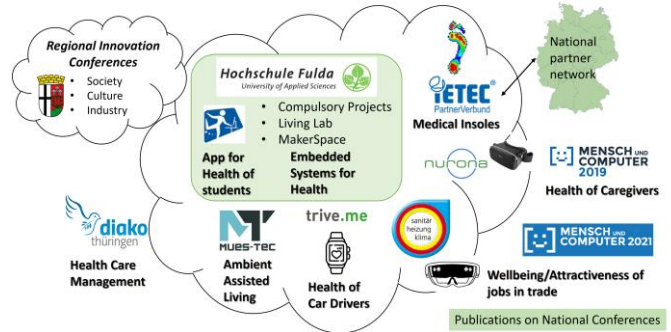 Regional Innovation
Conferences
• Society
• Culture
• Industry
Hochschule Fulda
University of Applied Sciences
• Compulsory Projects
• Living Lab
• MakerSpace
App for
Health of
students
Embedded
Systems for
Health
iETEC®
PartnerVerbund
Medical Insoles
National
partner
network
nurona
MENSCH UND
COMPUTER
2019
Health of Caregivers
diako
thüringen
Health Care
Management
MUES-TEC
Ambient
Assisted
Living
trive.me
Health of
Car Drivers
sanitär
heizung
klima
MENSCH UND
COMPUTER 2021
Wellbeing/Attractiveness of
jobs in trade
Publications on National Conferences